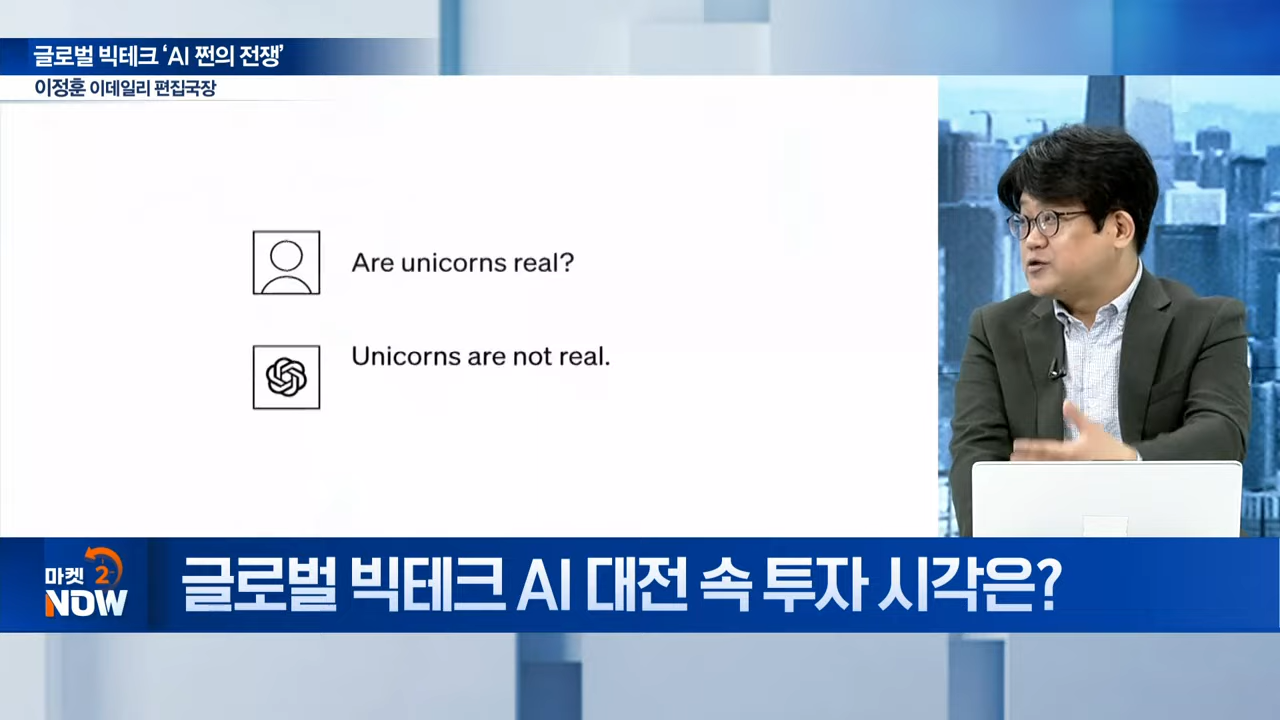 글로벌 빅테크 ‘AI 쩐의 전쟁’
이정훈 이데일리 편집국장
Are unicorns real?
Unicorns are not real.
마켓 2
NOW
글로벌 빅테크 AI 대전 속 투자 시각은?